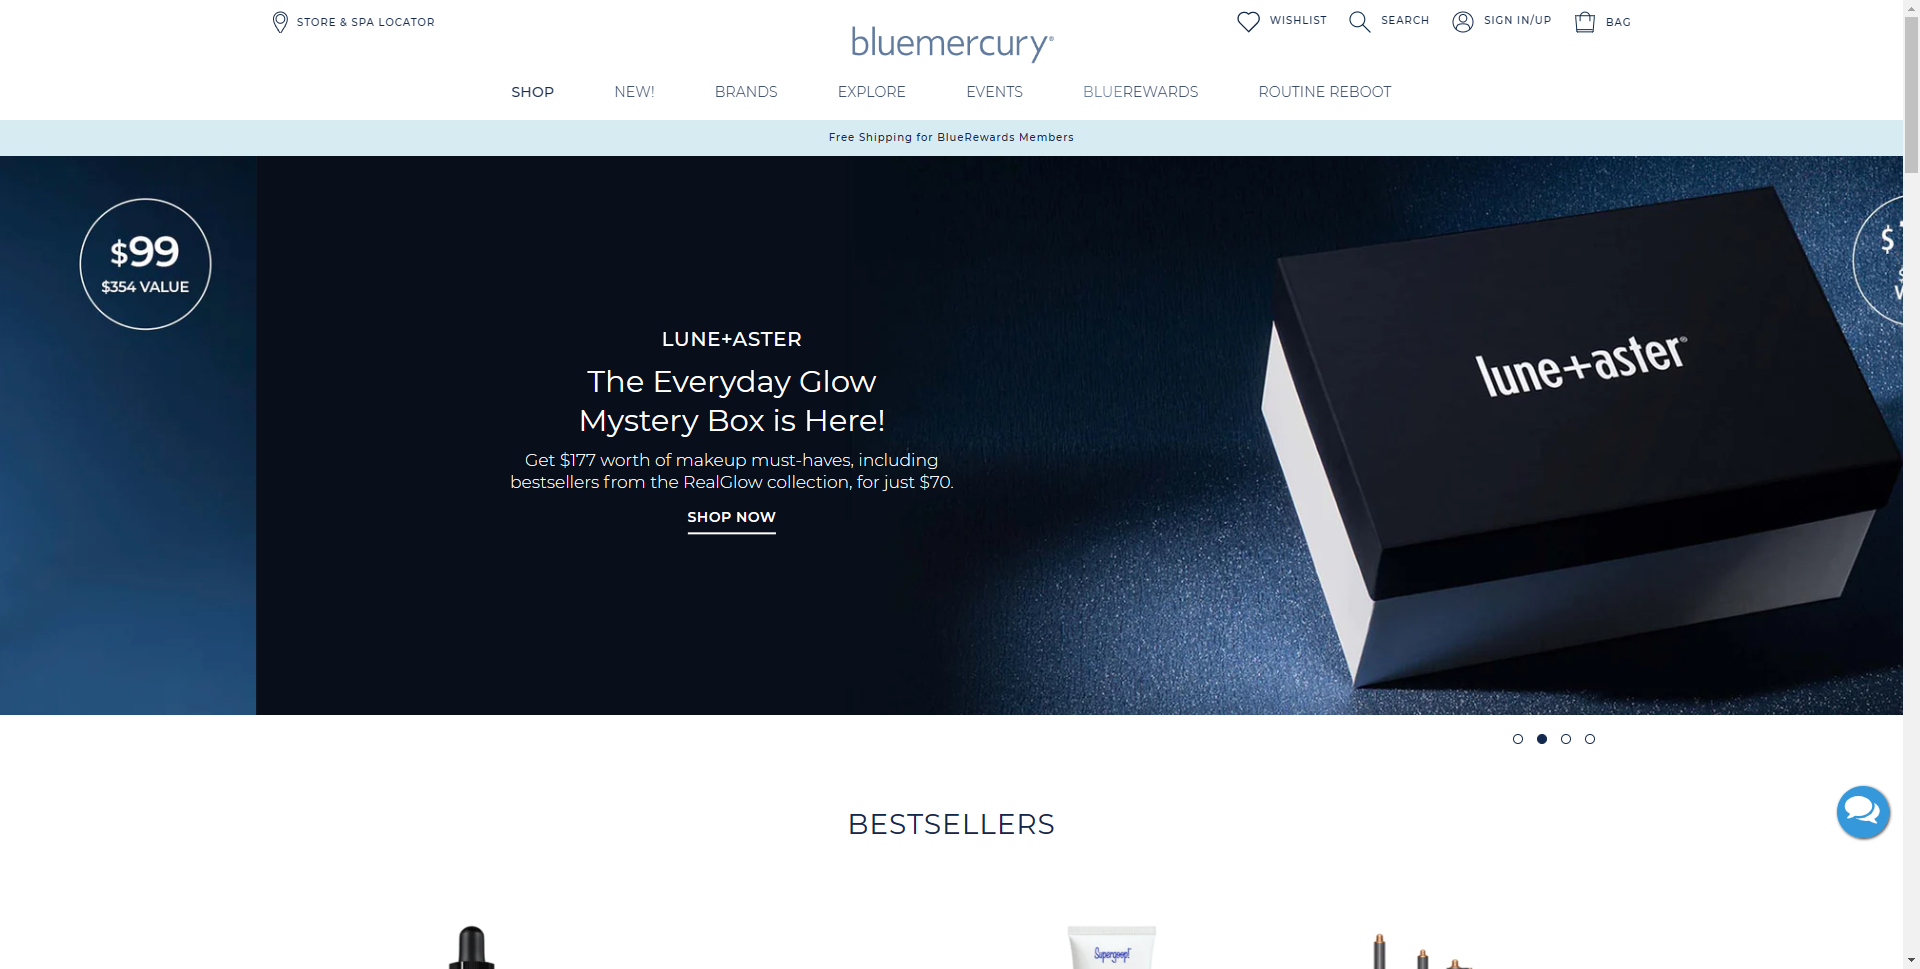 STORE & SPA LOCATOR
bluemercury®
WISHLIST
SEARCH
SIGN IN/UP
BAG
SHOP
NEW!
BRANDS
EXPLORE
EVENTS
BLUEREWARDS
ROUTINE REBOOT
Free Shipping for BlueRewards Members
$99
$354 VALUE
LUNE+ASTER
The Everyday Glow
Mystery Box is Here!
Get $177 worth of makeup must-haves, including
bestsellers from the RealGlow collection, for just $70.
SHOP NOW
lune+aster®
BESTSELLERS
Supergoop!